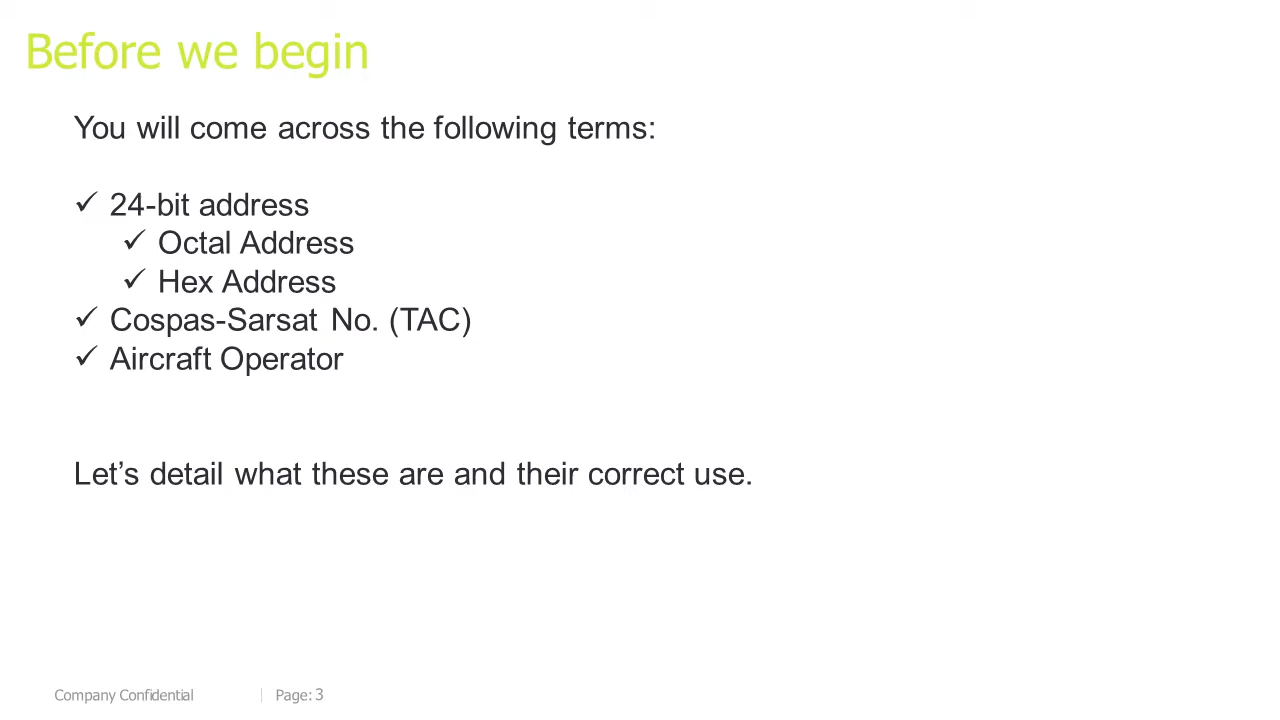 Before we begin
You will come across the following terms:
✓ 24-bit address
✓ Octal Address
✓ Hex Address
✓ Cospas-Sarsat No. (TAC)
✓ Aircraft Operator
Let’s detail what these are and their correct use.
Company Confidential | Page: 3